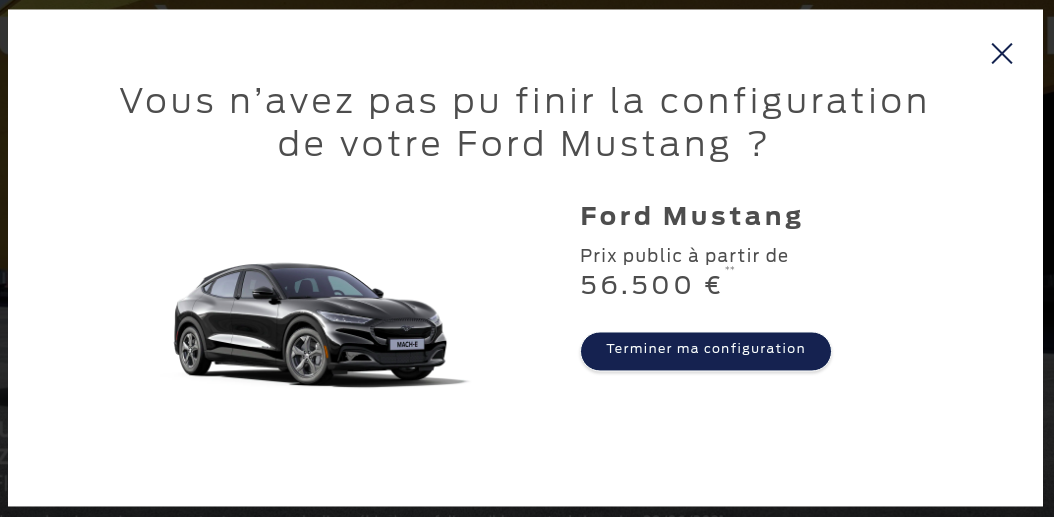 Vous n’avez pas pu finir la configuration
de votre Ford Mustang ?
Ford Mustang
Prix public à partir de
56.500 €**
MACH-E
Terminer ma configuration